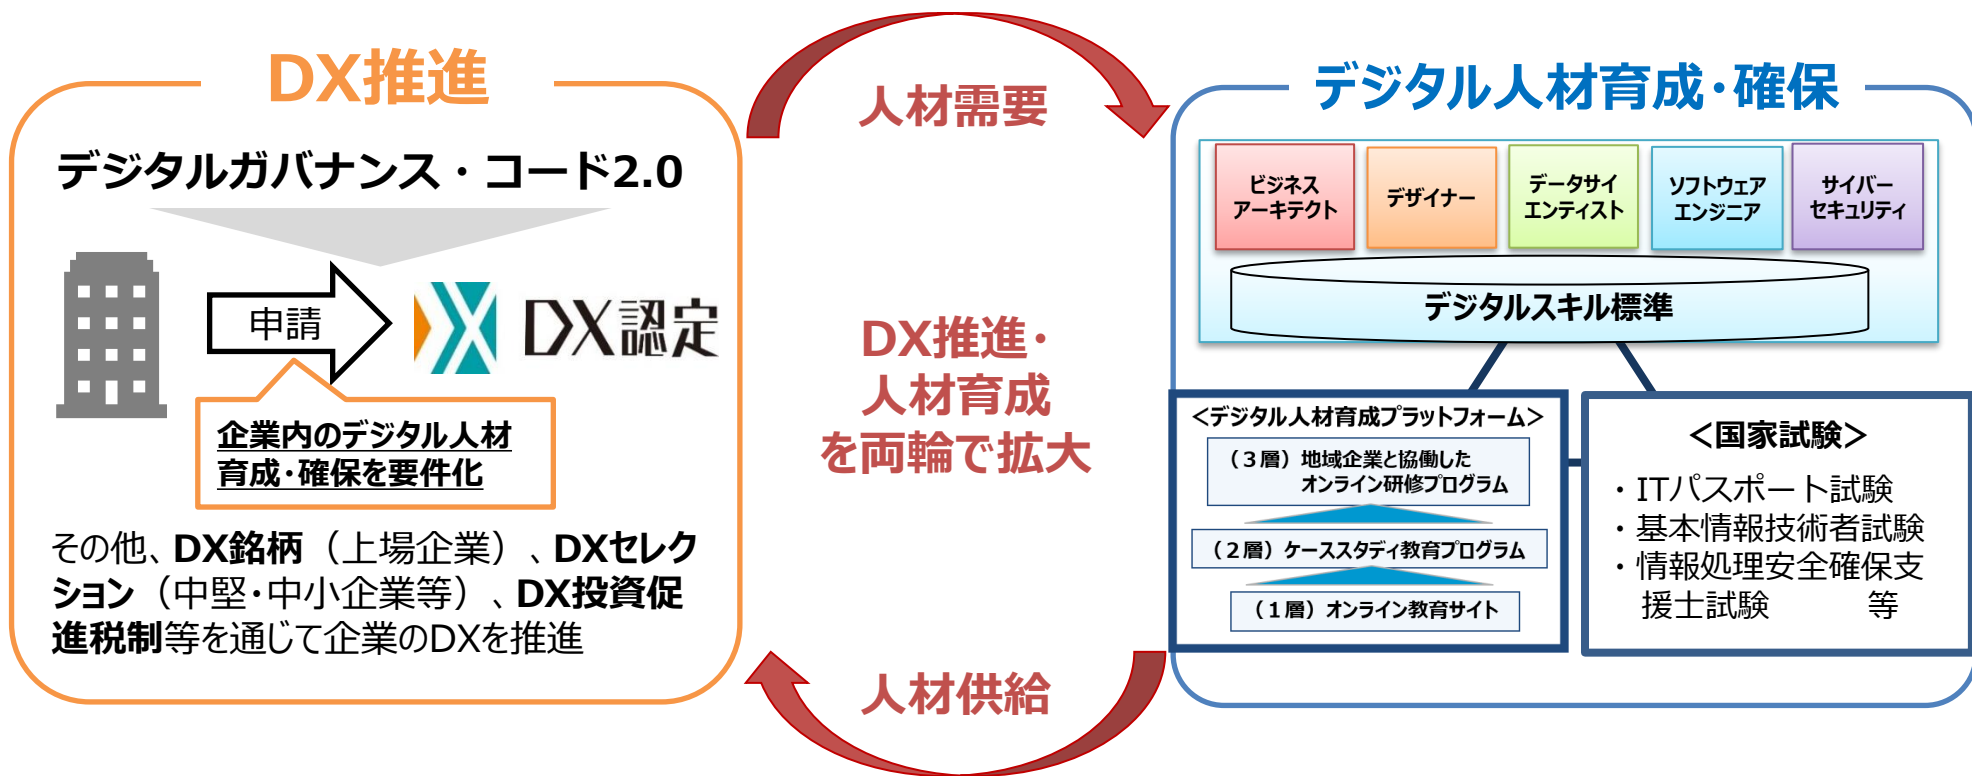 DX推進
デジタルガバナンス・コード2.0
申請
DX認定
企業内のデジタル人材
育成・確保を要件化
その他、DX銘柄（上場企業）、DXセレク
ション（中堅・中小企業等）、DX投資促
進税制等を通じて企業のDXを推進
人材需要
DX推進・
人材育成
を両輪で拡大
人材供給
デジタル人材育成・確保
ビジネス
アーキテクト
デザイナー
データサイ
エンティスト
ソフトウェア
エンジニア
サイバー
セキュリティ
デジタルスキル標準
＜デジタル人材育成プラットフォーム＞
（３層）地域企業と協働した
オンライン研修プログラム
（２層）ケーススタディ教育プログラム
（１層）オンライン教育サイト
＜国家試験＞
・ITパスポート試験
・基本情報技術者試験
・情報処理安全確保支
援士試験　　　等